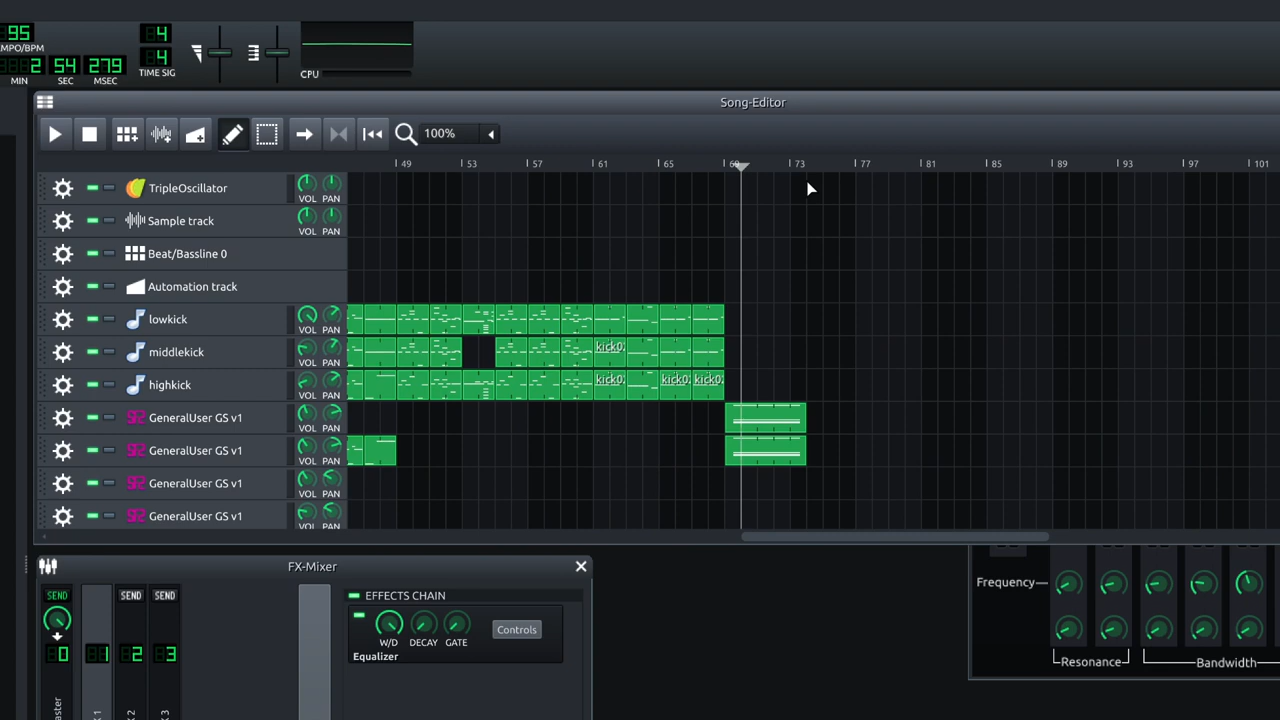 95
4
MPO/BPM
4
2
54
279
MIN
SEC
MSEC
TIME SIG
CPU
Song-Editor
100%
49
53
57
61
65
69
73
77
81
85
89
93
97
101
TripleOscillator
VOL
PAN
Sample track
VOL
PAN
Beat/Bassline 0
Automation track
lowkick
VOL
PAN
middlekick
VOL
PAN
kick0
highkick
VOL
PAN
kick0
kick0
kick0
GeneralUser GS v1
VOL
PAN
GeneralUser GS v1
VOL
PAN
GeneralUser GS v1
VOL
PAN
GeneralUser GS v1
VOL
PAN
FX-Mixer
SEND
SEND
SEND
EFFECTS CHAIN
W/D
DECAY
GATE
Controls
Equalizer
0
1
2
3
Frequency
Resonance
Bandwidth